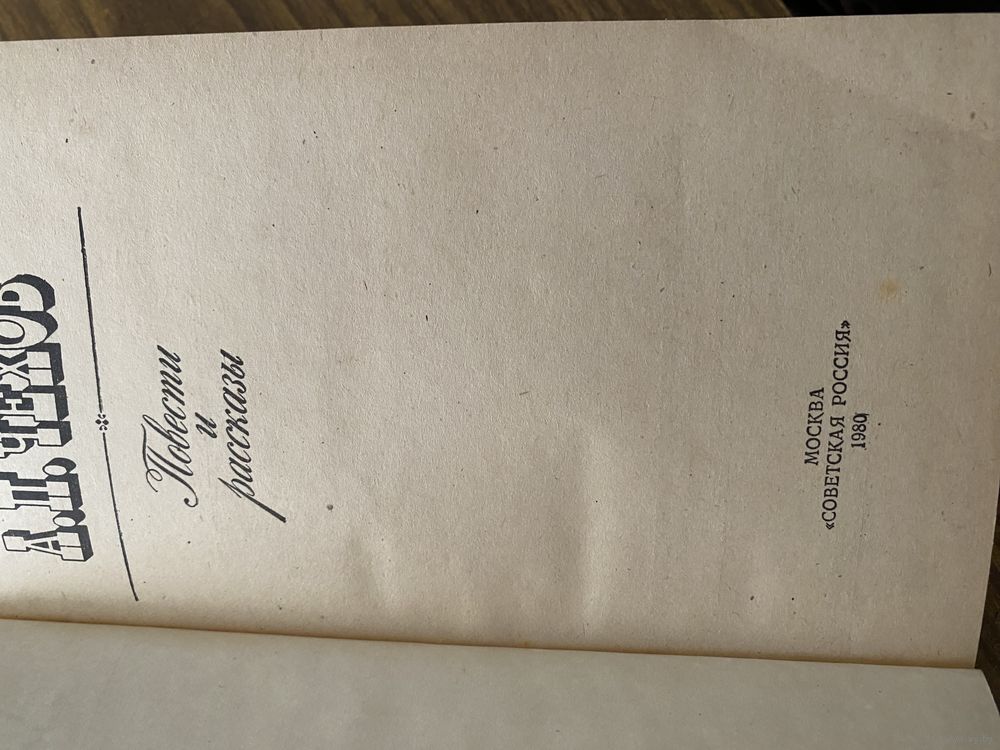 А.П. ЧЕХОВ
Повести
и
рассказы
МОСКВА
«СОВЕТСКАЯ РОССИЯ»
1980